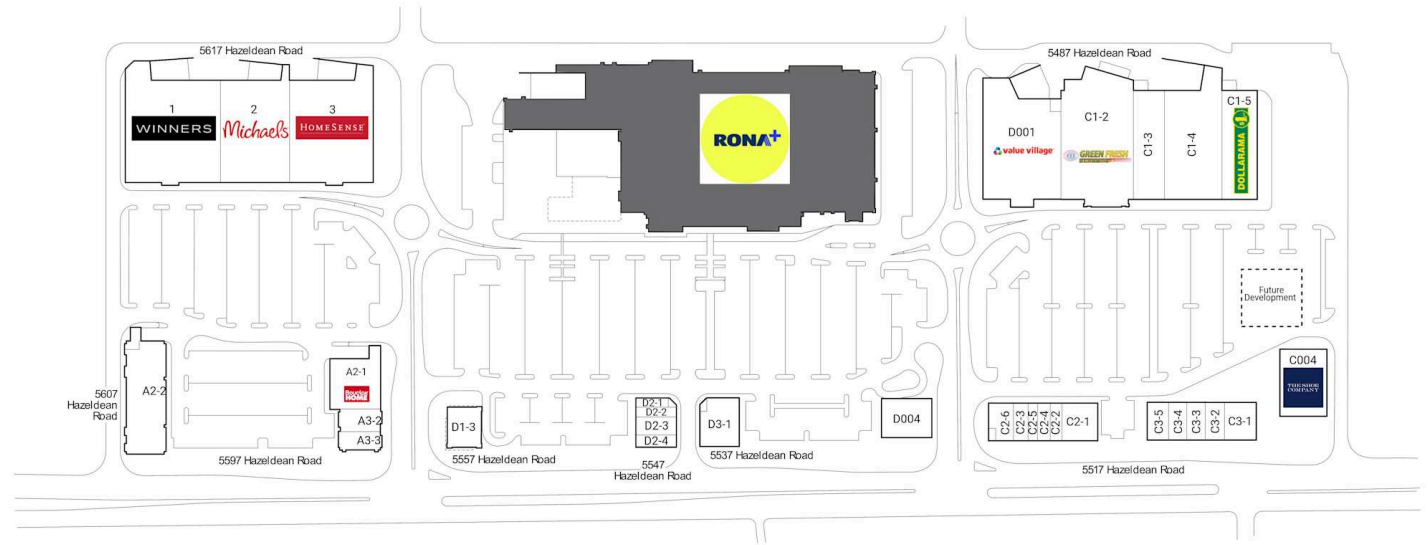 5617 Hazeldean Road
5487 Hazeldean Road
1
WINNERS
2
Michaels
3
HOMESENSE
RONA+
D001
value village
C1-2
GREEN FRESH
C1-3
C1-4
C1-5
DOLLARAMA
Future
Development
5607
Hazeldean
Road
A2-2
A2-1
HOME
A3-2
A3-3
5597 Hazeldean Road
D1-3
5557 Hazeldean Road
D2-1
D2-2
D2-3
D2-4
5547
Hazeldean Road
D3-1
5537 Hazeldean Road
D004
C2-6
C2-3
C2-5
C2-4
C2-2
C2-1
C3-5
C3-4
C3-3
C3-2
C3-1
5517 Hazeldean Road
C004
THE SHOE
COMPANY